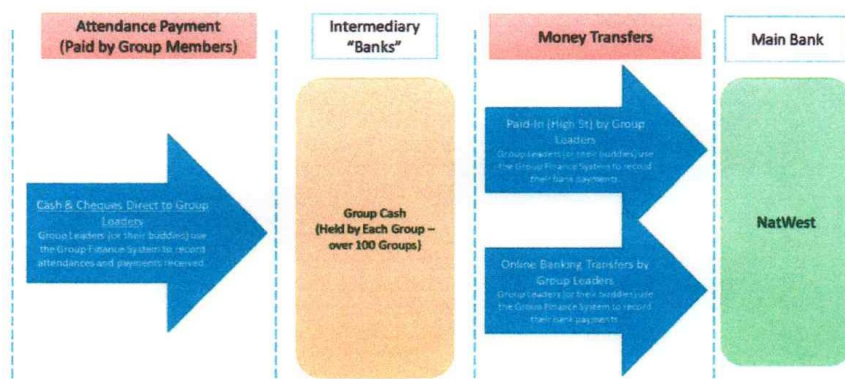 Attendance Payment
(Paid by Group Members)
Intermediary
"Banks"
Money Transfers
Main Bank
Cash & Cheques Direct to Group
Leaders
Group Leaders (or their buddies) use
the Group Finance System to record
attendances and payments received.
Group Cash
(Held by Each Group –
over 100 Groups)
Paid-In (High St) by Group
Leaders
Group Leaders (or their buddies) use
the Group Finance System to record
their bank payments
Online Banking Transfers by
Group Leaders
Group Leaders (or their buddies) use
the Group Finance System to record
their bank payments
NatWest